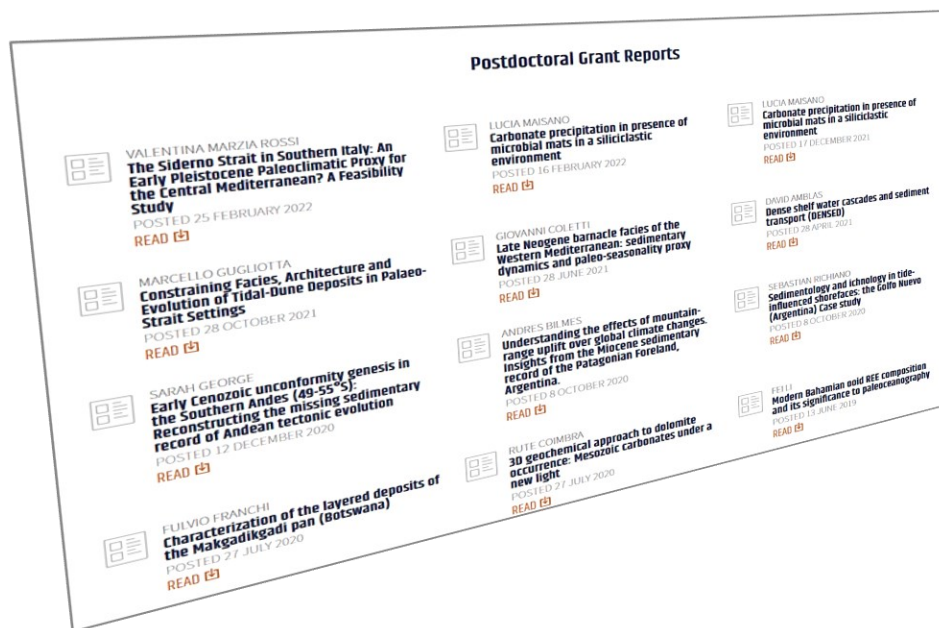 Postdoctoral Grant Reports
VALENTINA MARZIA ROSSI
The Siderno Strait in Southern Italy: An
Early Pleistocene Paleoclimatic Proxy for
the Central Mediterranean? A Feasibility
Study
POSTED 25 FEBRUARY 2022
READ
LUCIA MAISANO
Carbonate precipitation in presence of
microbial mats in a siliciclastic
environment
POSTED 16 FEBRUARY 2022
READ
LUCIA MAISANO
Carbonate precipitation in presence of
microbial mats in a siliciclastic
environment
POSTED 17 DECEMBER 2021
READ
MARCELLO GUGLIOTTA
Constraining Facies, Architecture and
Evolution of Tidal-Dune Deposits in Palaeo-
Strait Settings
POSTED 28 OCTOBER 2021
READ
GIOVANNI COLETTI
Late Neogene barnacle facies of the
Western Mediterranean: sedimentary
dynamics and paleo-seasonality proxy
POSTED 28 JUNE 2021
READ
DAVID AMBLAS
Dense shelf water cascades and sediment
transport (DENSED)
POSTED 28 APRIL 2021
READ
SARAH GEORGE
Early Cenozoic unconformity genesis in
the Southern Andes (49-55°S):
Reconstructing the missing sedimentary
record of Andean tectonic evolution
POSTED 12 DECEMBER 2020
READ
ANDRES BILMES
Understanding the effects of mountain-
range uplift over global climate changes.
Insights from the Miocene sedimentary
record of the Patagonian Foreland,
Argentina.
POSTED 8 OCTOBER 2020
READ
SEBASTIAN RICHIANO
Sedimentology and ichnology in tide-
influenced shorefaces: the Golfo Nuevo
(Argentina) Case study
POSTED 8 OCTOBER 2020
READ
FULVIO FRANCHI
Characterization of the layered deposits of
the Makgadikgadi pan (Botswana)
POSTED 27 JULY 2020
READ
RUTE COIMBRA
3D geochemical approach to dolomite
occurrence: Mesozoic carbonates under a
new light
POSTED 27 JULY 2020
READ
FEI LI
Modern Bahamian ooid REE composition
and its significance to paleoceanography
POSTED 13 JUNE 2019
READ